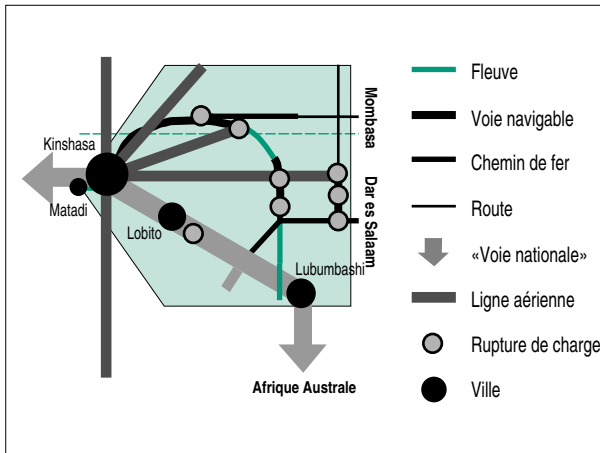 Kinshasa
Matadi
Lobito
Lubumbashi
Mombasa
Dar es Salaam
Afrique Australe
Fleuve
Voie navigable
Chemin de fer
Route
«Voie nationale»
Ligne aérienne
Rupture de charge
Ville